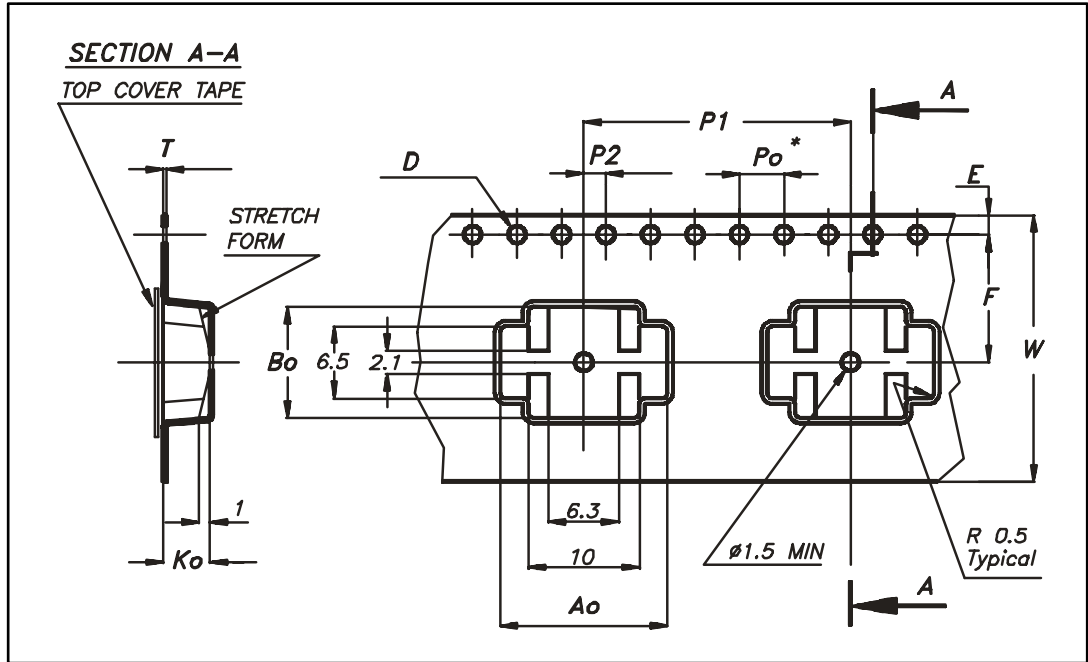 SECTION A-A
TOP COVER TAPE
A
P1
T
P2
Po*
D
E
STRETCH
FORM
F
Bo
6.5
2.1
W
1
6.3
Ko
10
ø1.5 MIN
R 0.5
Typical
Ao
A